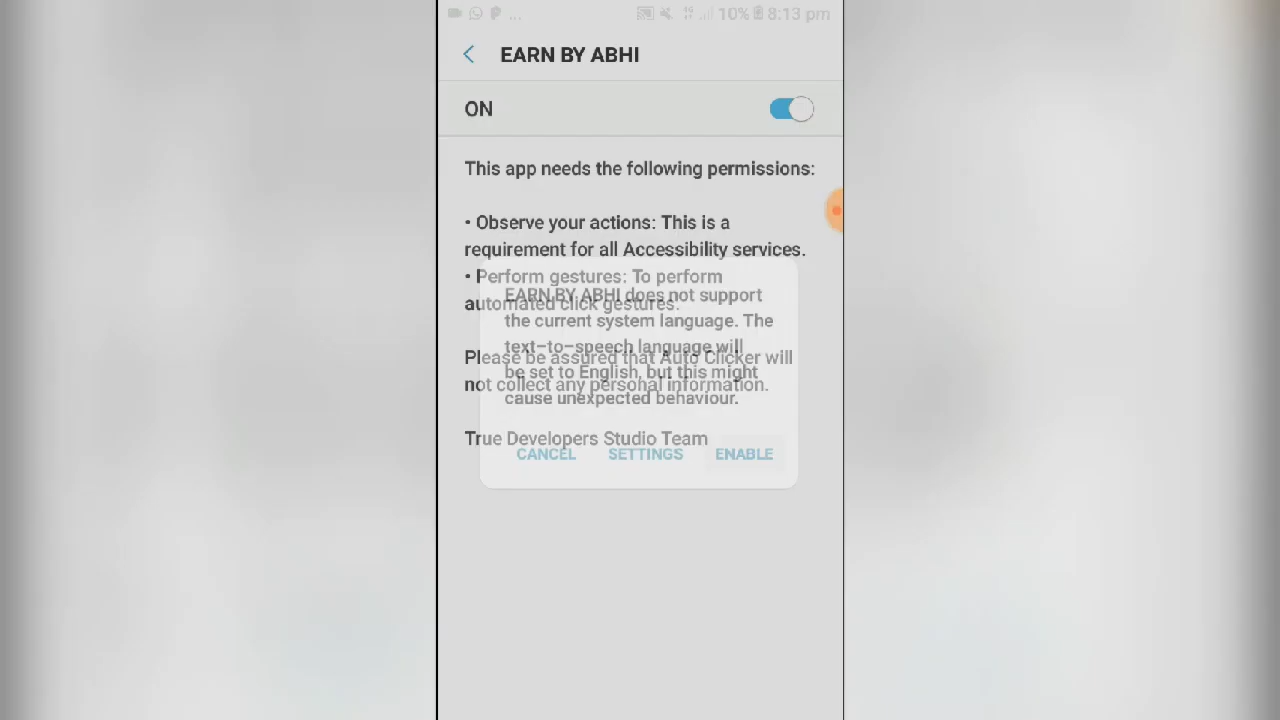 ... 10% 8:13 pm
EARN BY ABHI
ON
This app needs the following permissions:
• Observe your actions: This is a
requirement for all Accessibility services.
• Perform gestures: To perform
automated click gestures.
Please be assured that Auto Clicker will
not collect any personal information.
True Developers Studio Team
EARN BY ABHI does not support
the current system language. The
text-to-speech language will
be set to English, but this might
cause unexpected behaviour.
CANCEL SETTINGS ENABLE